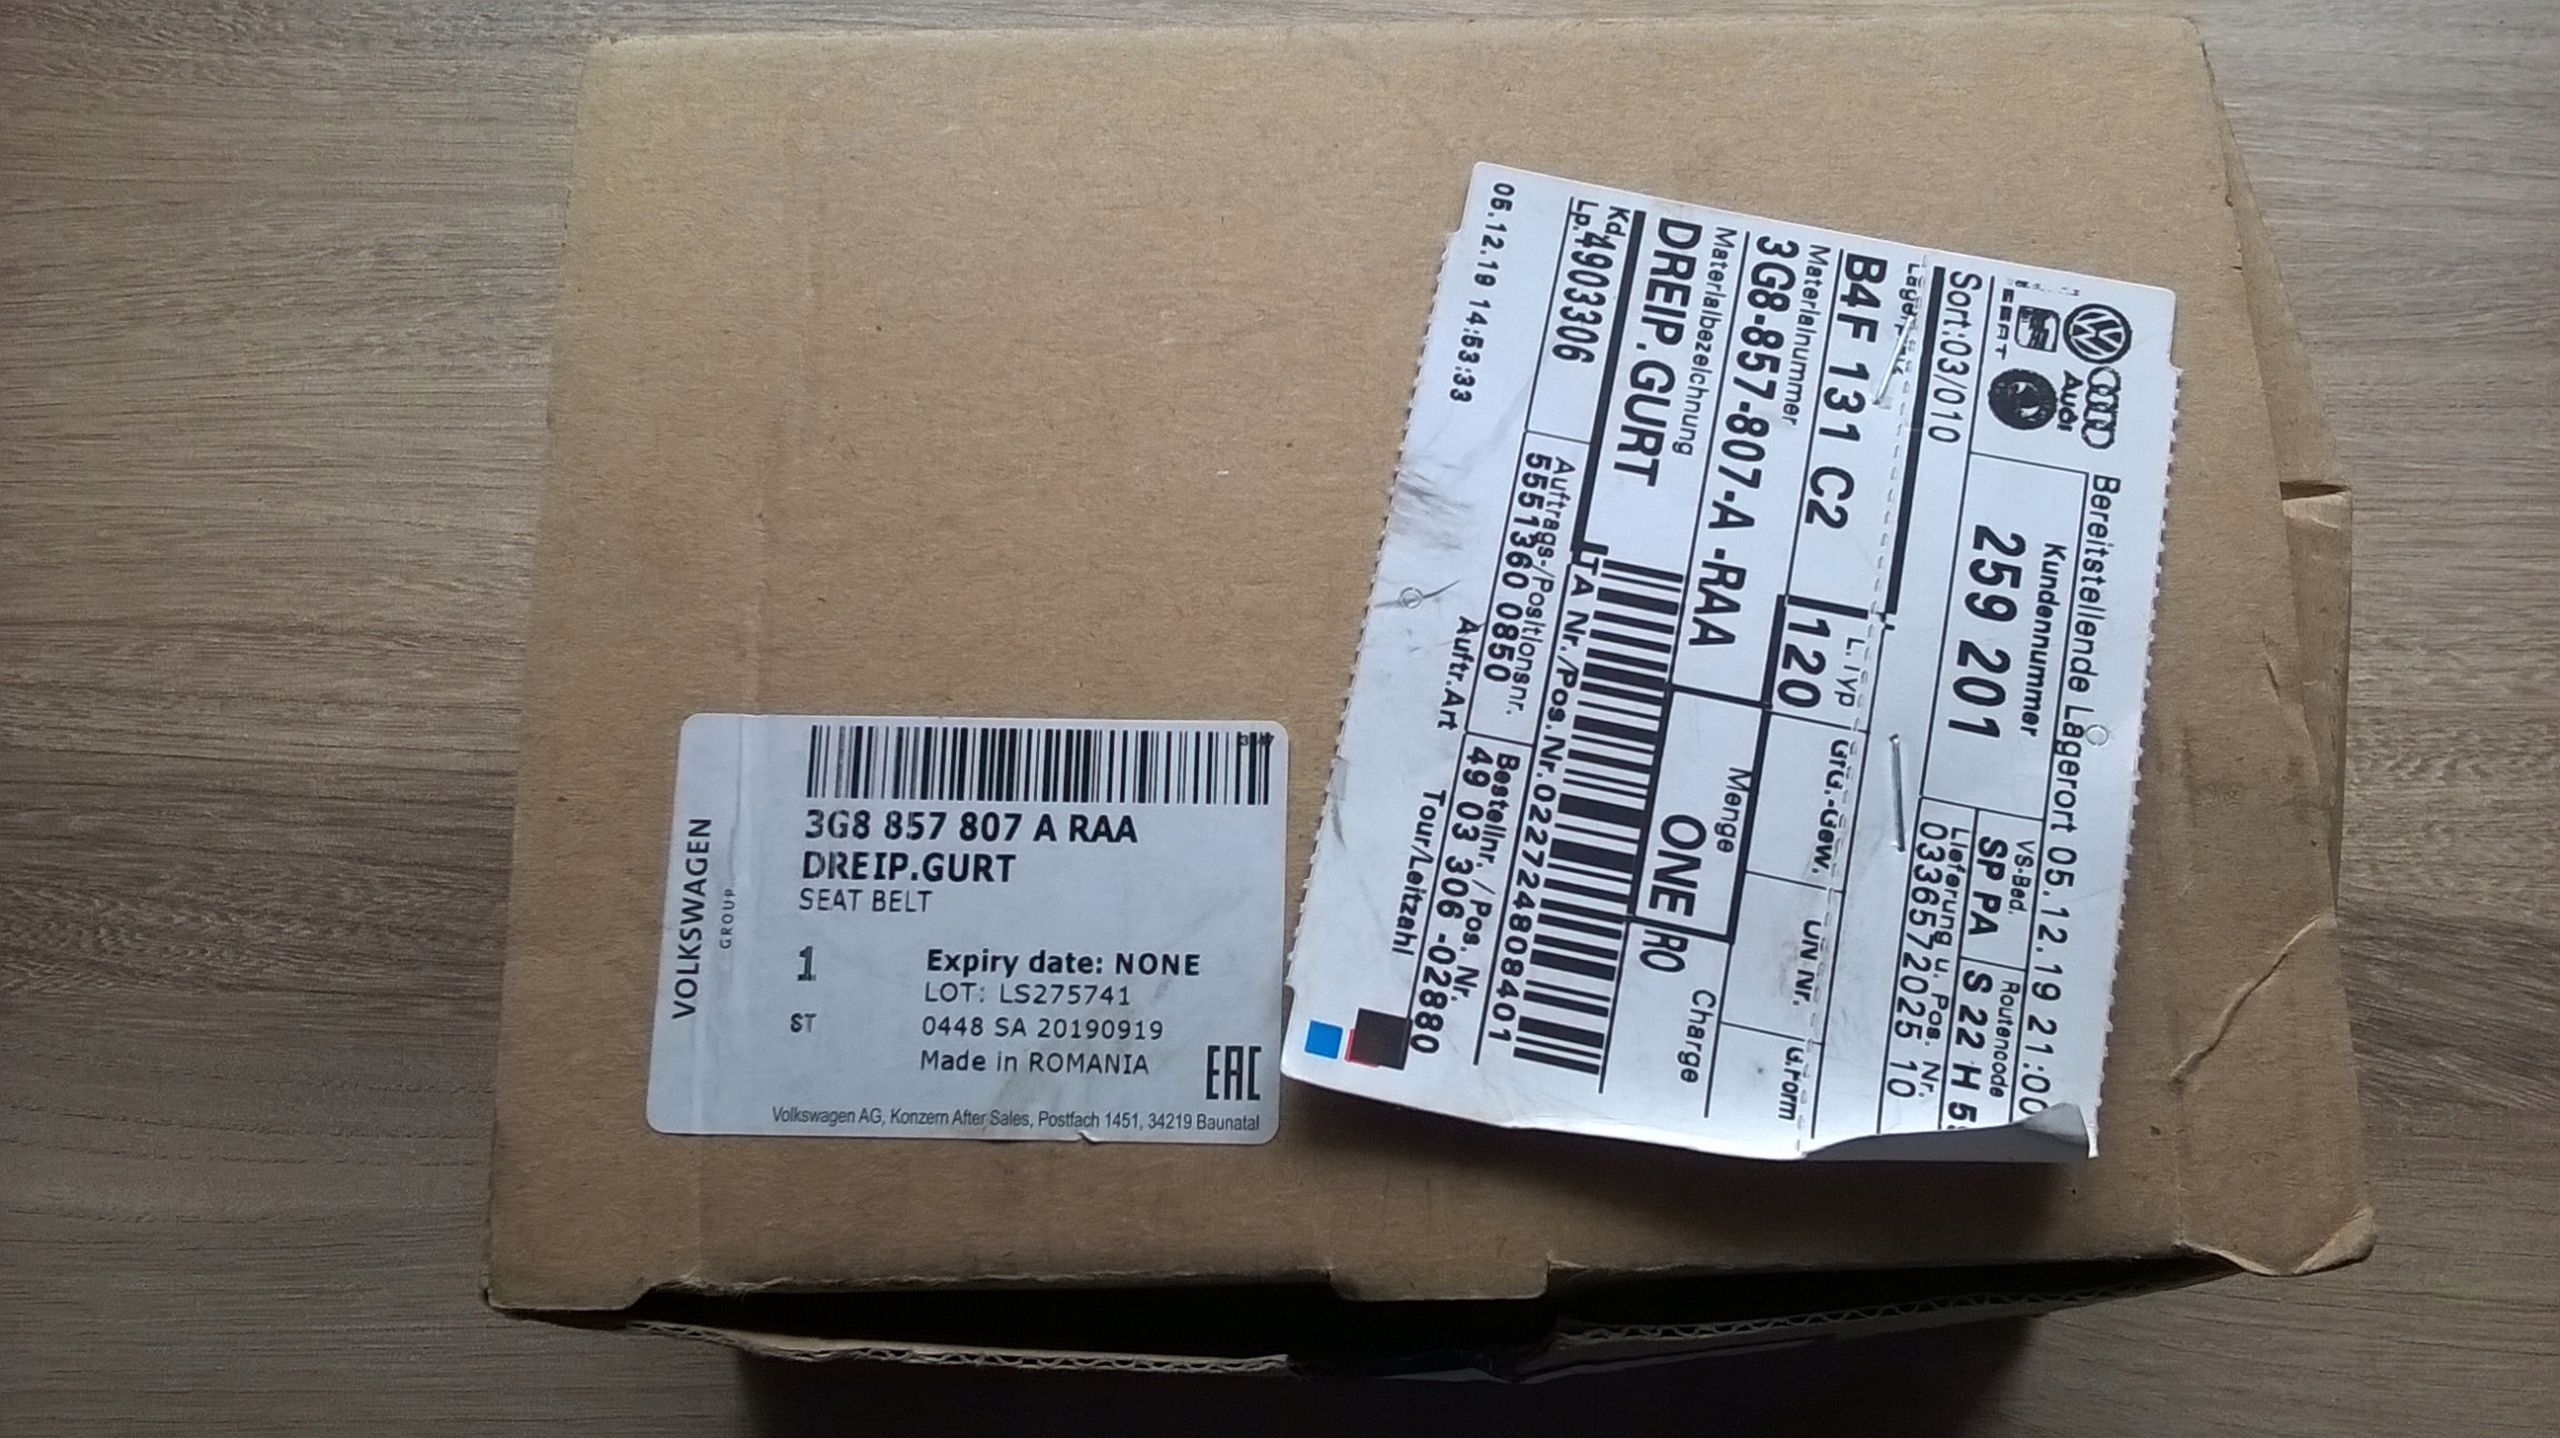 3G8 857 807 A RAA
DREIP.GURT
SEAT BELT
1
Expiry date: NONE
LOT: LS275741
ST
0448 SA 20190919
Made in ROMANIA
EAC
VOLKSWAGEN
GROUP
Volkswagen AG, Konzern After Sales, Postfach 1451, 34219 Baunatal
Bereitstellende Lagerort 05.12.19 21:00
Audi
SEAT
Kundennummer
259 201
VS-Bed.
SP PA
Routencode
S 22 H
Sort:03/010
Lieferung u. Pos. Nr.
0336572025 10
L.Typ
Grg.-Gew.
UN Nr.
G.Form
B4F 131 C2
120
Materialnummer
3G8-857-807-A -RAA
Menge
ONE
Charge
RO
Materialbezeichnung
DREIP.GURT
TA Nr./Pos.Nr.022724808401
Kd.
Lp.
4903306
Auftrags-/Positionsnr.
5551360 0850
Bestellnr. / Pos. Nr.
49 03 306 -02880
05.12.19 14:53:33
Auftr.Art
Tour/Leitzahl